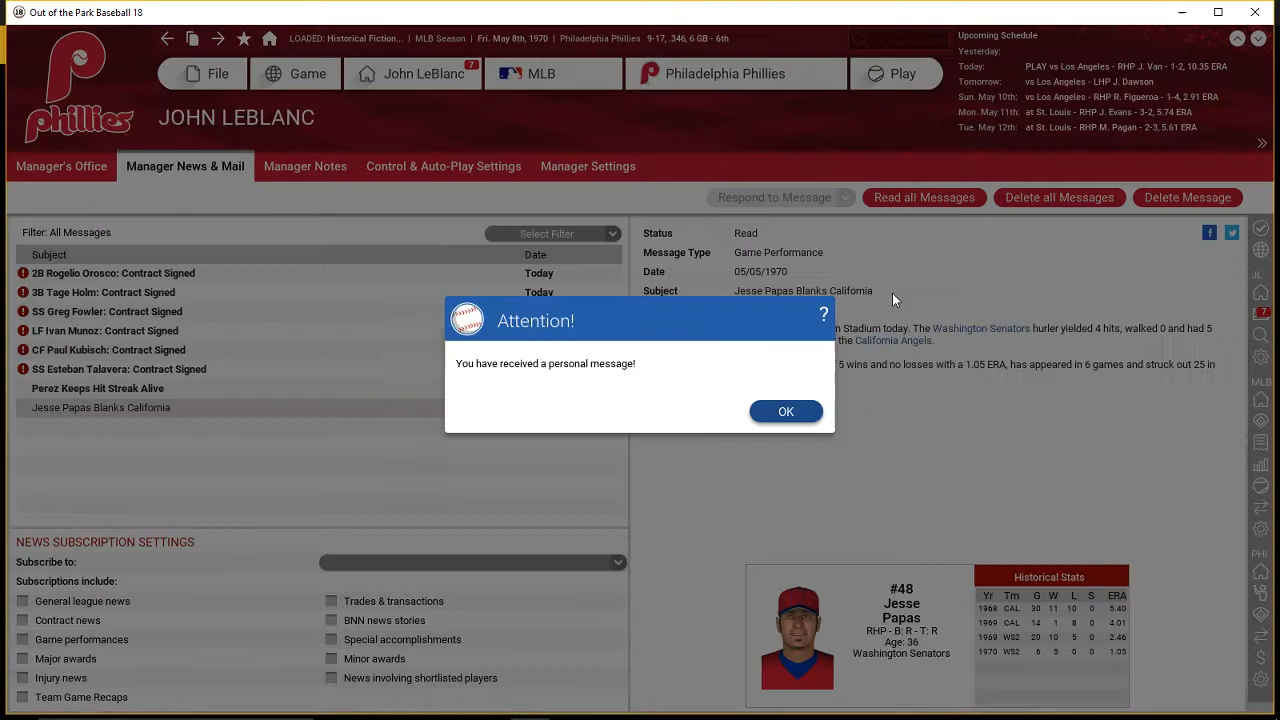 Out of the Park Baseball 18
LOADED: Historical Fiction... | MLB Season | Fri. May 8th, 1970 | Philadelphia Phillies | 9-17, .346, 6 GB - 6th
File
Game
John LeBlanc 7
MLB
Philadelphia Phillies
Play
Upcoming Schedule
Yesterday:
Today: PLAY vs Los Angeles - RHP J. Van - 1-2, 10.35 ERA
Tomorrow: vs Los Angeles - LHP J. Dawson
Sun. May 10th: vs Los Angeles - RHP R. Figueroa - 1-4, 2.91 ERA
Mon. May 11th: at St. Louis - RHP J. Evans - 3-2, 5.74 ERA
Tue. May 12th: at St. Louis - RHP M. Pagan - 2-3, 5.61 ERA
Phillies
JOHN LEBLANC
Manager's Office
Manager News & Mail
Manager Notes
Control & Auto-Play Settings
Manager Settings
Respond to Message
Read all Messages
Delete all Messages
Delete Message
Filter: All Messages
Select Filter
Subject Date
2B Rogelio Orosco: Contract Signed Today
3B Tage Holm: Contract Signed Today
SS Greg Fowler: Contract Signed
LF Ivan Munoz: Contract Signed
CF Paul Kubisch: Contract Signed
SS Esteban Talavera: Contract Signed
Perez Keeps Hit Streak Alive
Jesse Papas Blanks California
Status Read
Message Type Game Performance
Date 05/05/1970
Subject Jesse Papas Blanks California
m Stadium today. The Washington Senators hurler yielded 4 hits, walked 0 and had 5
the California Angels.
5 wins and no losses with a 1.05 ERA, has appeared in 6 games and struck out 25 in
Attention!
?
You have received a personal message!
OK
NEWS SUBSCRIPTION SETTINGS
Subscribe to:
Subscriptions include:
General league news
Trades & transactions
Contract news
BNN news stories
Game performances
Special accomplishments
Major awards
Minor awards
Injury news
News involving shortlisted players
Team Game Recaps
#48
Jesse
Papas
RHP - B: R - T: R
Age: 36
Washington Senators
Historical Stats
Yr Tm G W L S ERA
1968 CAL 30 11 10 0 5.40
1969 CAL 14 1 8 0 4.01
1969 WS2 20 10 5 0 2.46
1970 WS2 6 5 0 0 1.05
JL
7
MLB
PHI